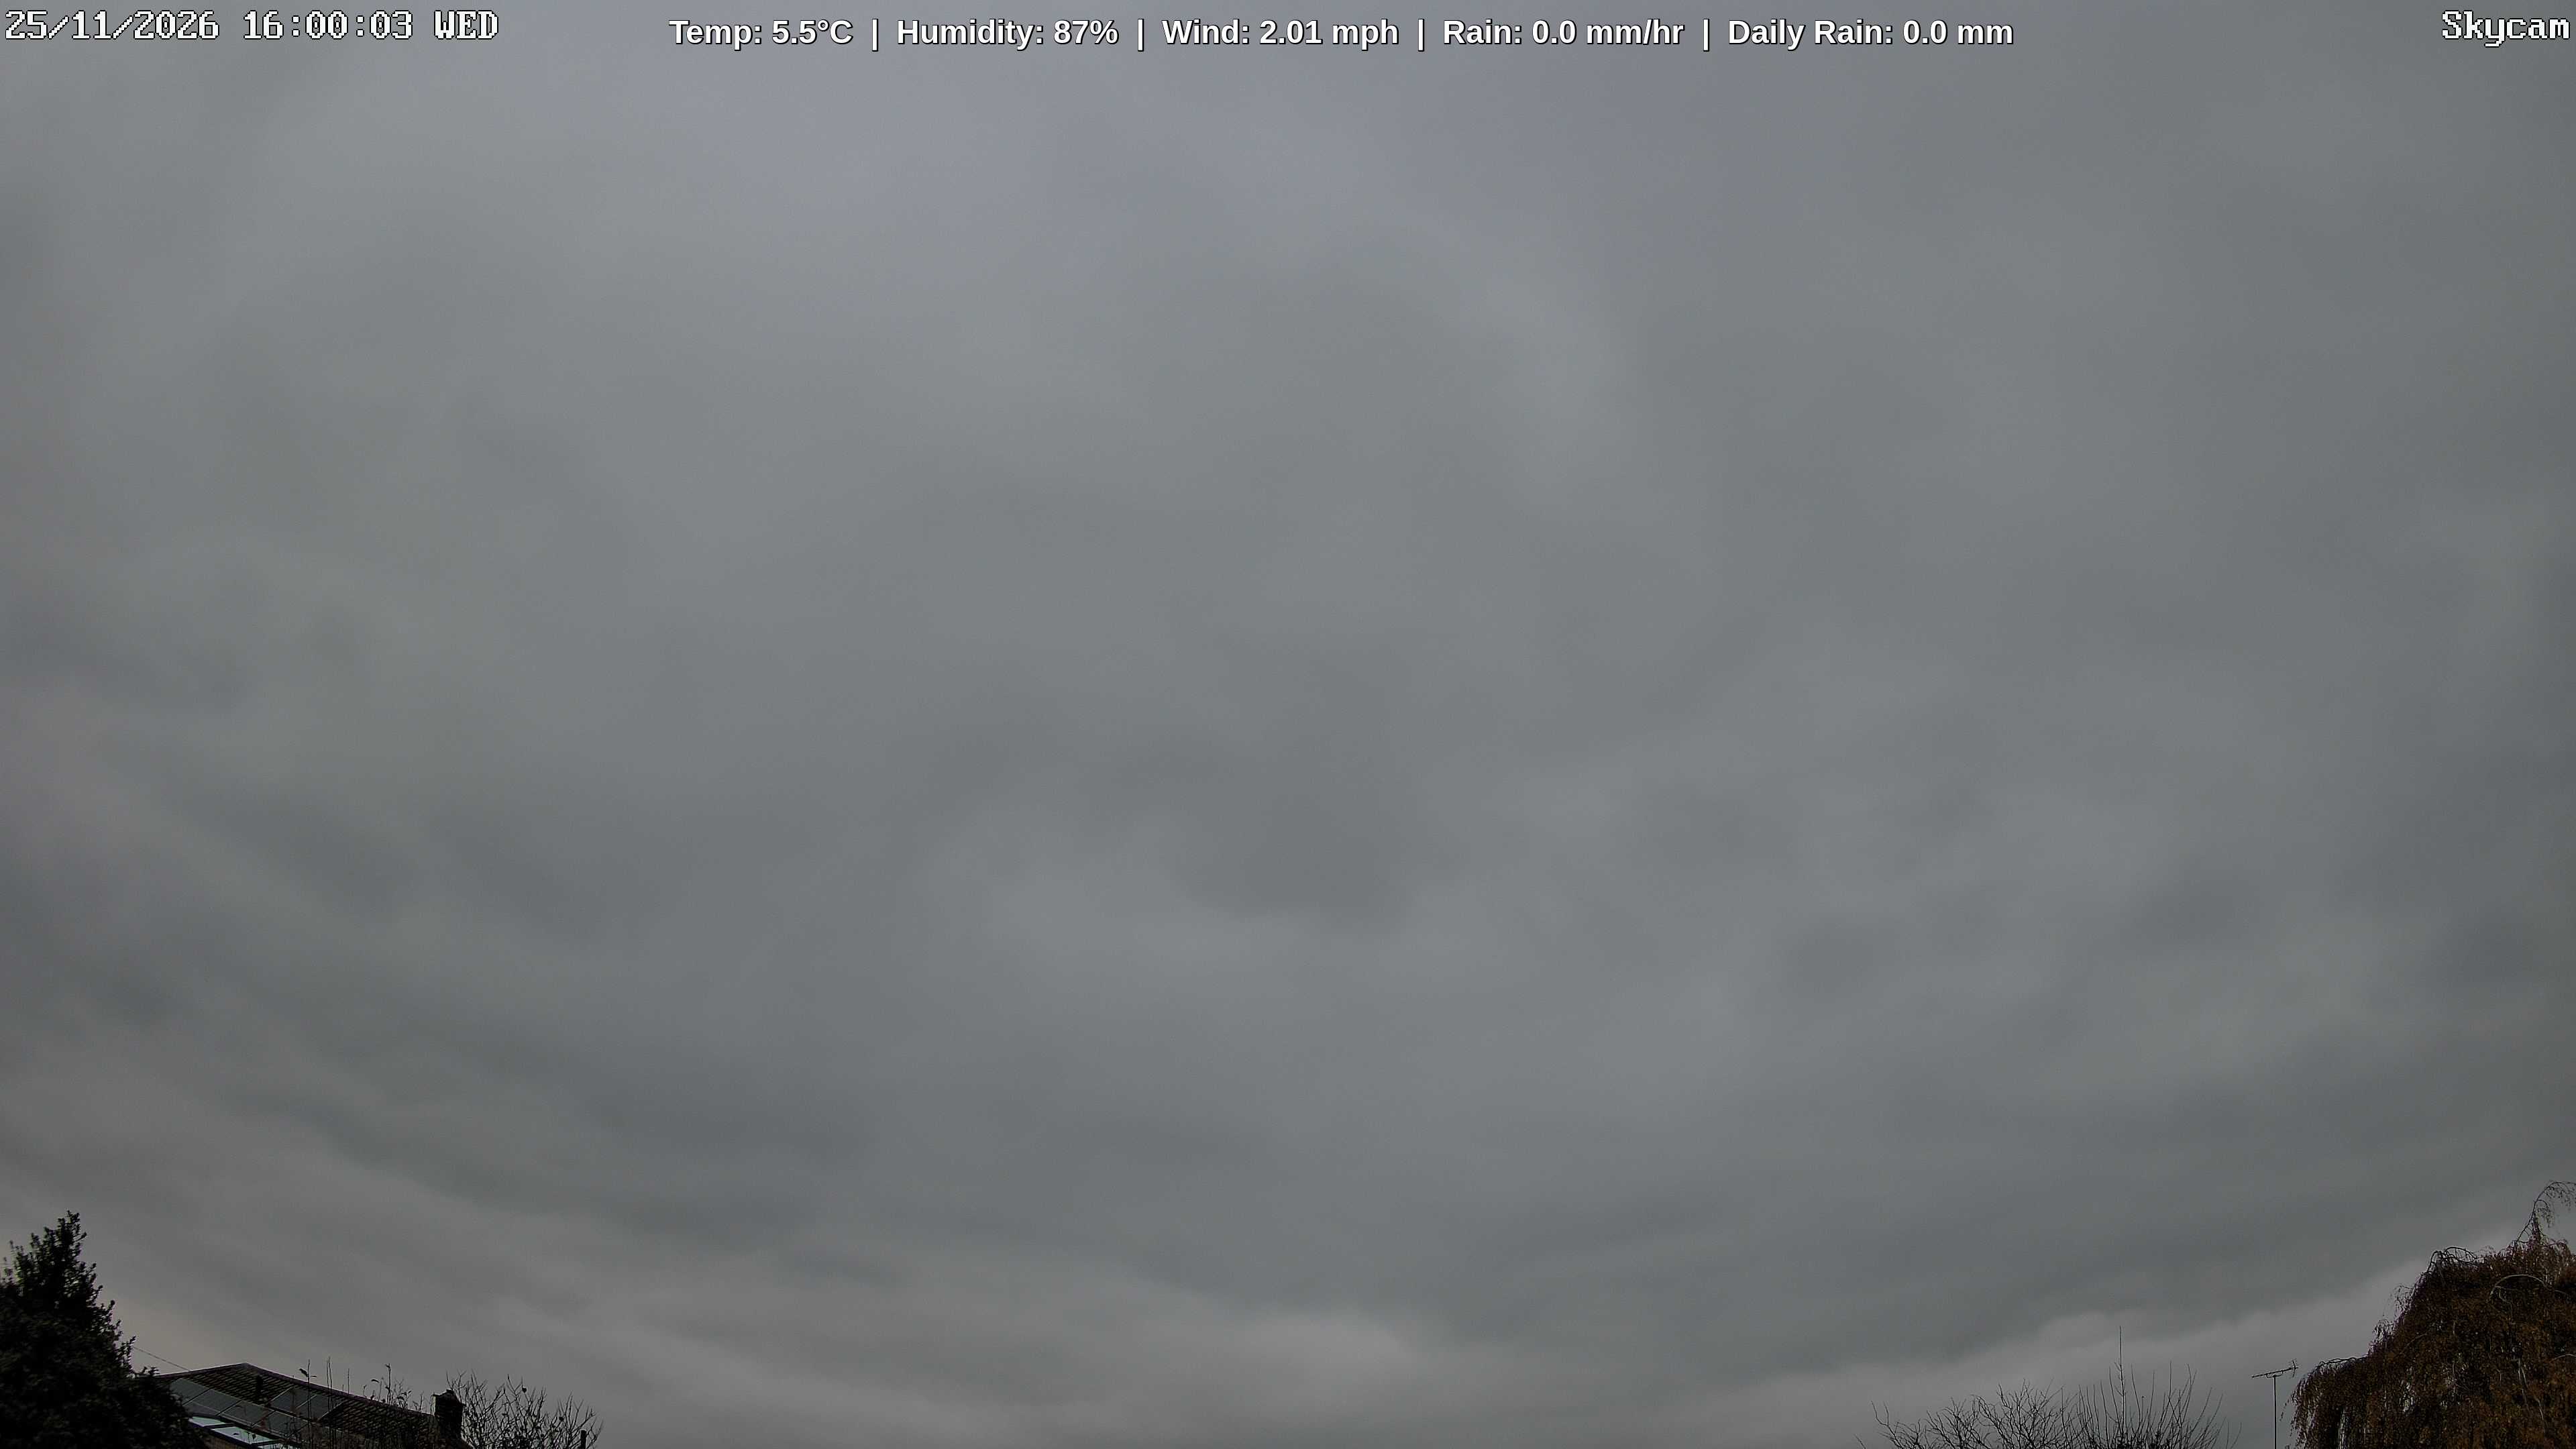 25/11/2026 16:00:03 WED
Temp: 5.5°C | Humidity: 87% | Wind: 2.01 mph | Rain: 0.0 mm/hr | Daily Rain: 0.0 mm
Skycam